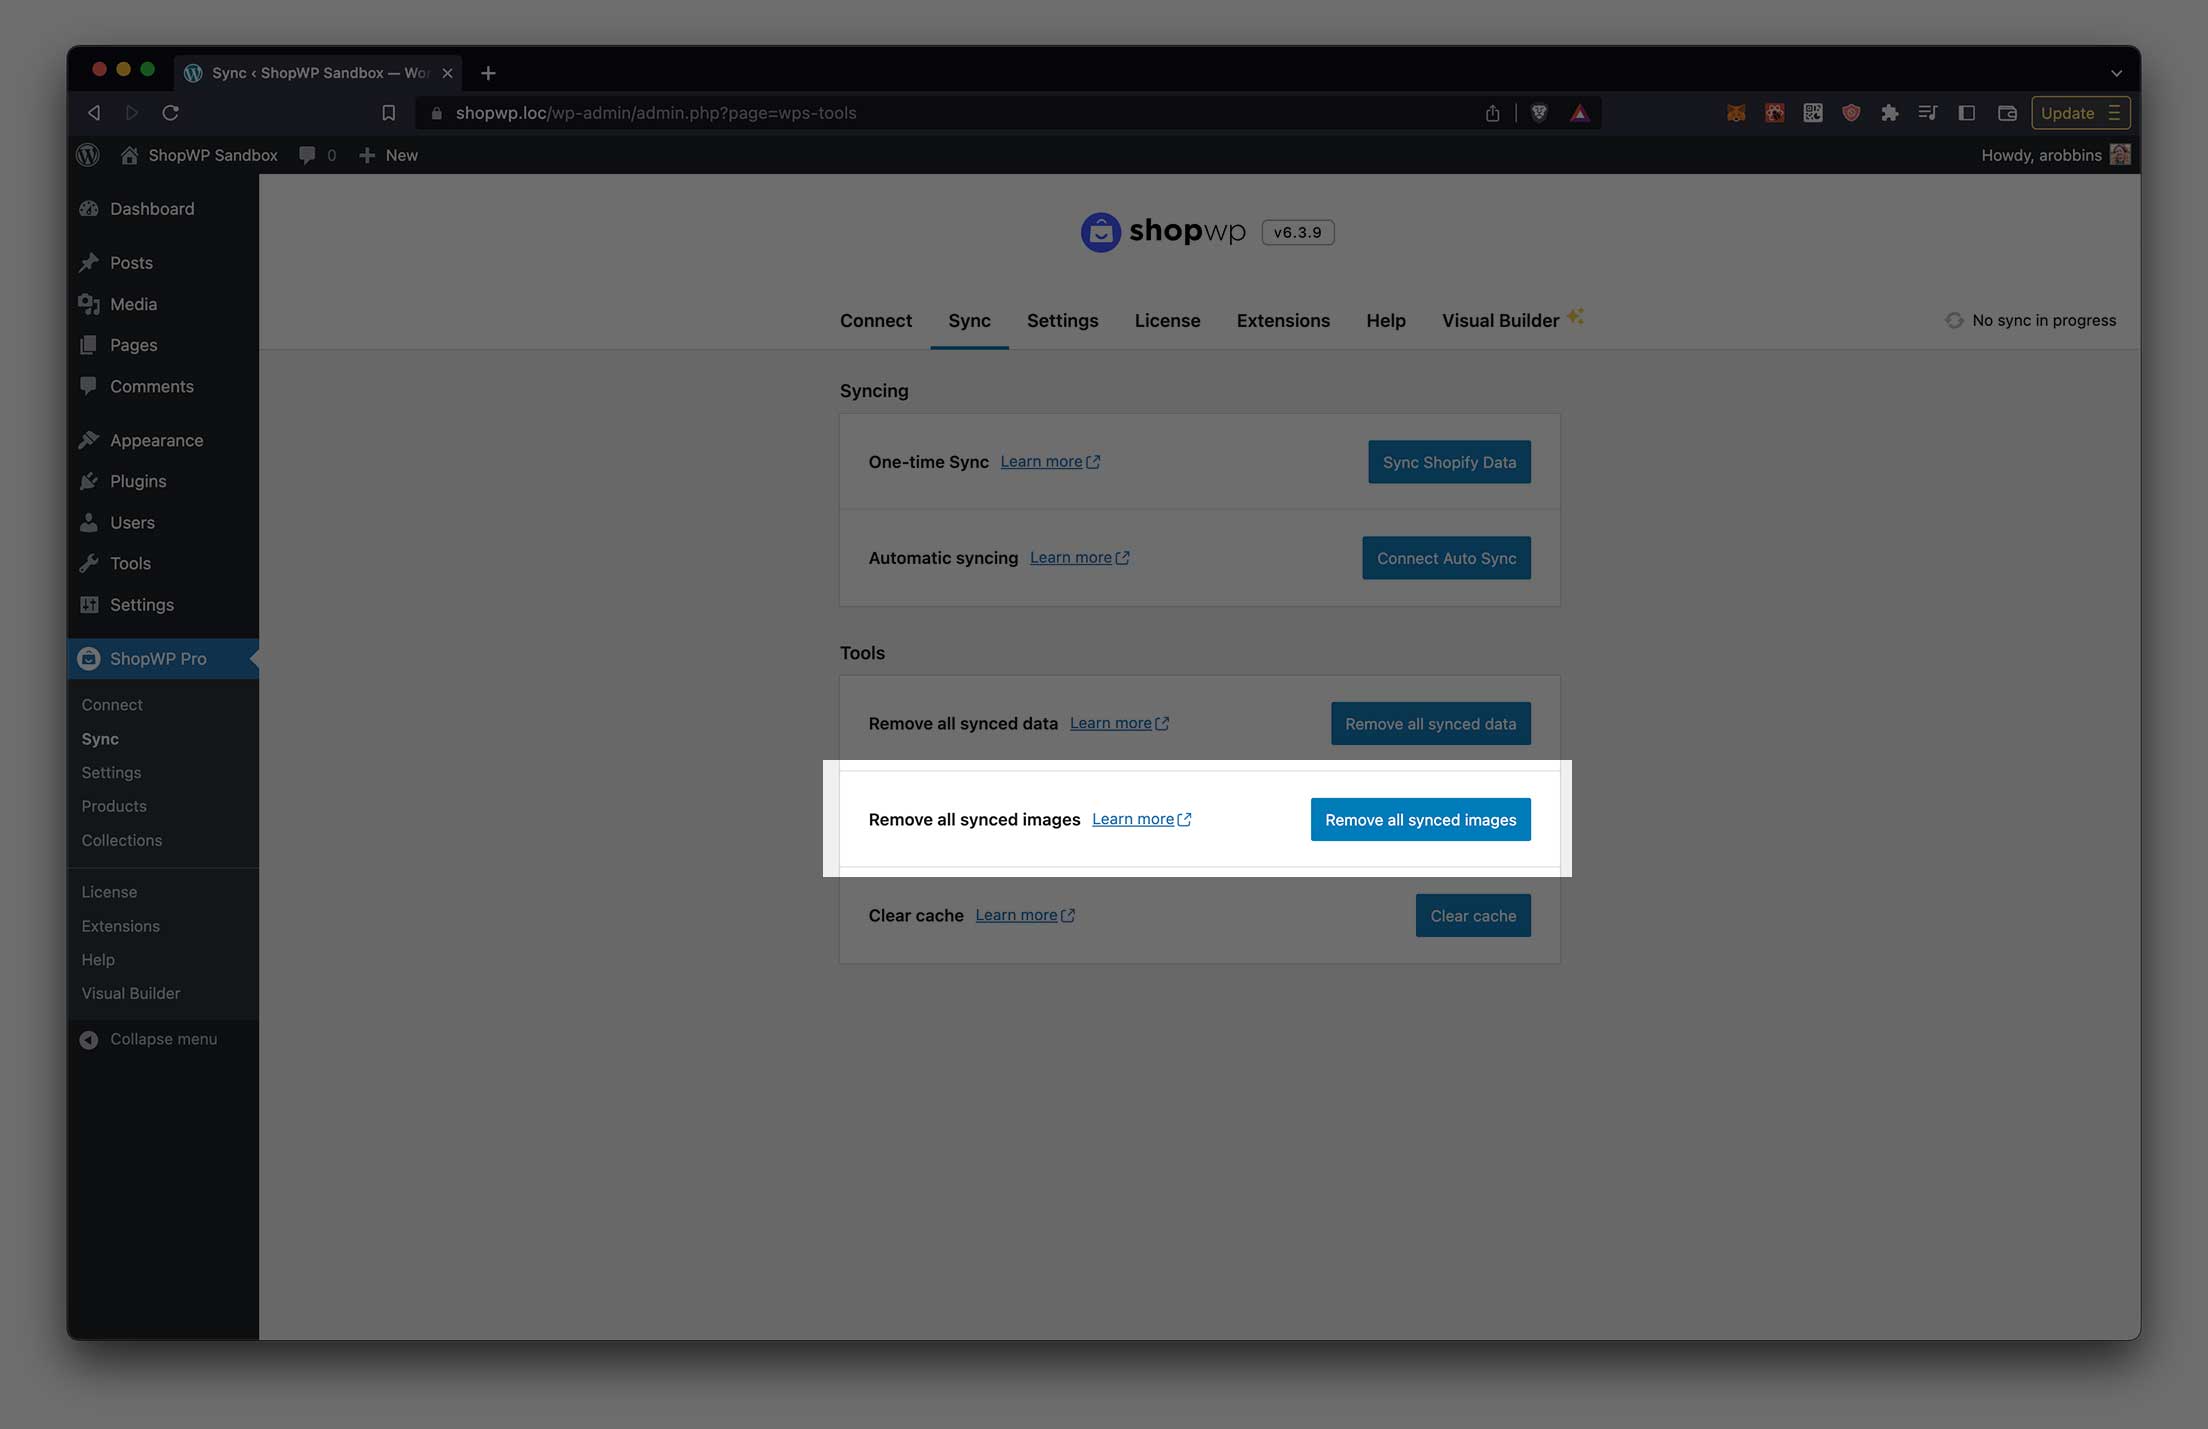 Sync ‹ ShopWP Sandbox — Wor
shopwp.loc/wp-admin/admin.php?page=wps-tools
Update
ShopWP Sandbox 0 New
Howdy, arobbins
Dashboard
Posts
Media
Pages
Comments
Appearance
Plugins
Users
Tools
Settings
ShopWP Pro
Connect
Sync
Settings
Products
Collections
License
Extensions
Help
Visual Builder
Collapse menu
shopwp v6.3.9
Connect Sync Settings License Extensions Help Visual Builder
No sync in progress
Syncing
One-time Sync Learn more Sync Shopify Data
Automatic syncing Learn more Connect Auto Sync
Tools
Remove all synced data Learn more Remove all synced data
Remove all synced images Learn more Remove all synced images
Clear cache Learn more Clear cache